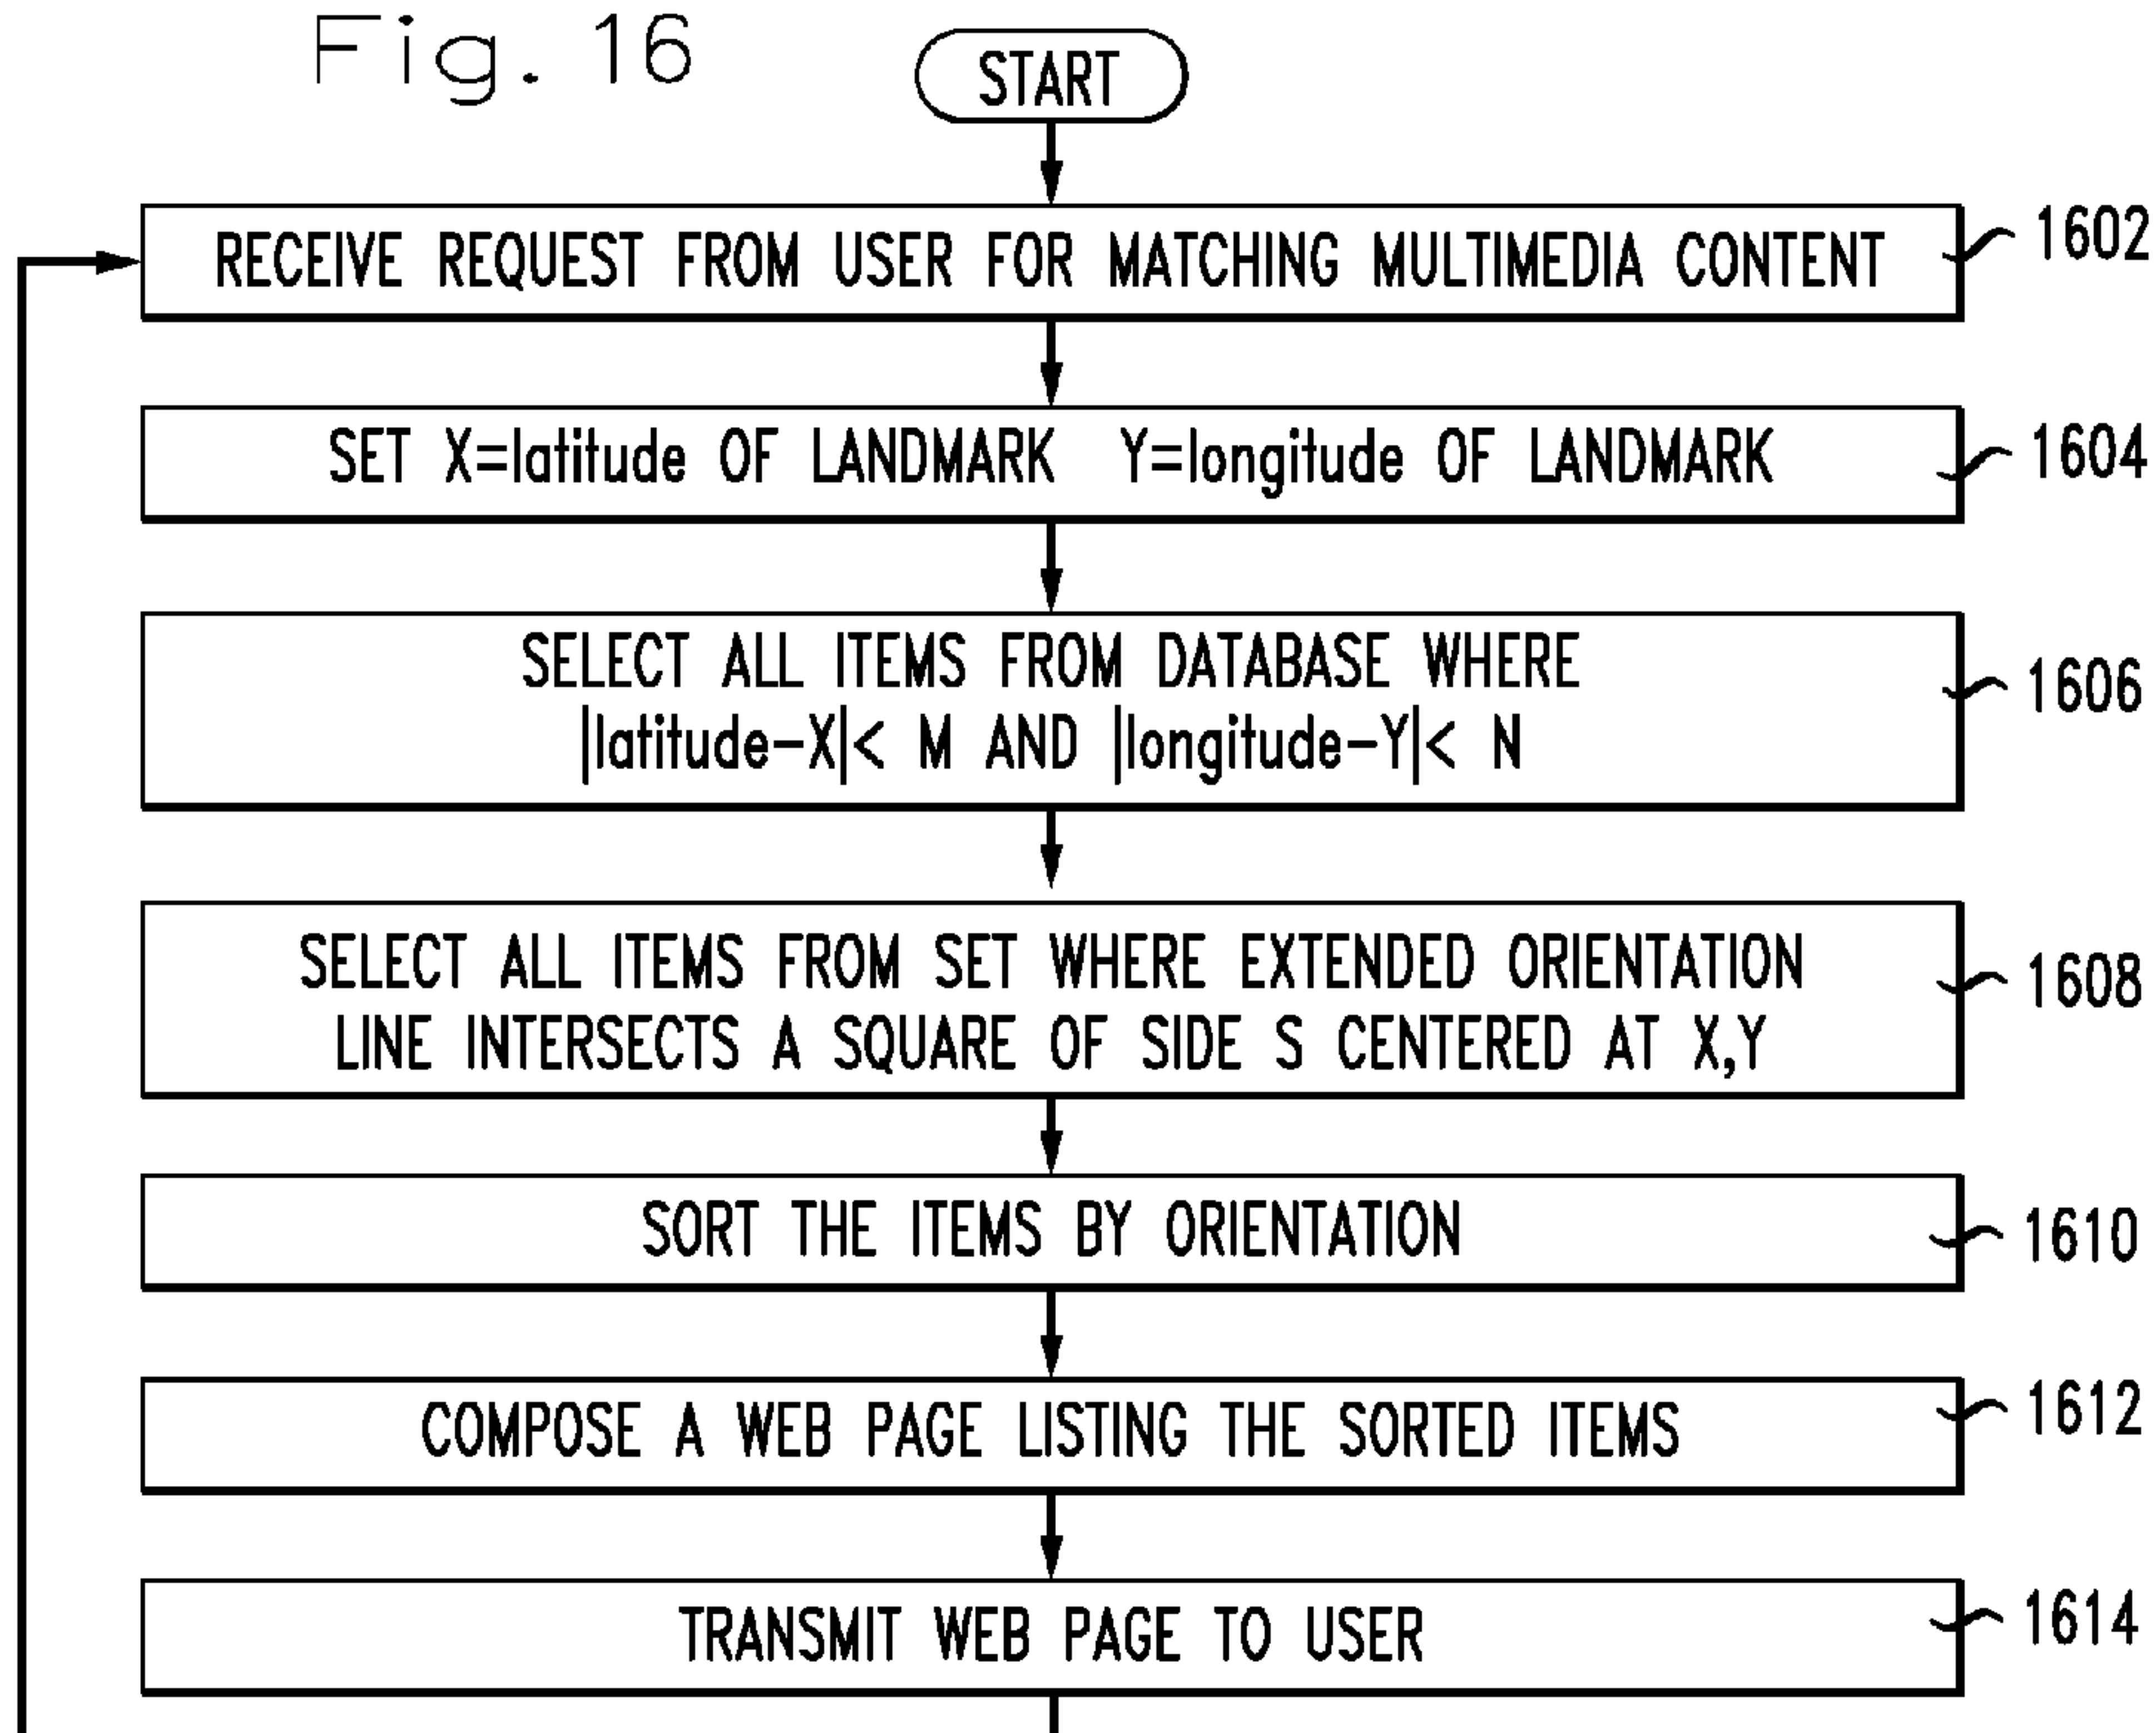 Fig. 16
START
RECEIVE REQUEST FROM USER FOR MATCHING MULTIMEDIA CONTENT
1602
SET X=latitude OF LANDMARK Y=longitude OF LANDMARK
1604
SELECT ALL ITEMS FROM DATABASE WHERE
|latitude-X|< M AND |longitude-Y|< N
1606
SELECT ALL ITEMS FROM SET WHERE EXTENDED ORIENTATION
LINE INTERSECTS A SQUARE OF SIDE S CENTERED AT X,Y
1608
SORT THE ITEMS BY ORIENTATION
1610
COMPOSE A WEB PAGE LISTING THE SORTED ITEMS
1612
TRANSMIT WEB PAGE TO USER
1614